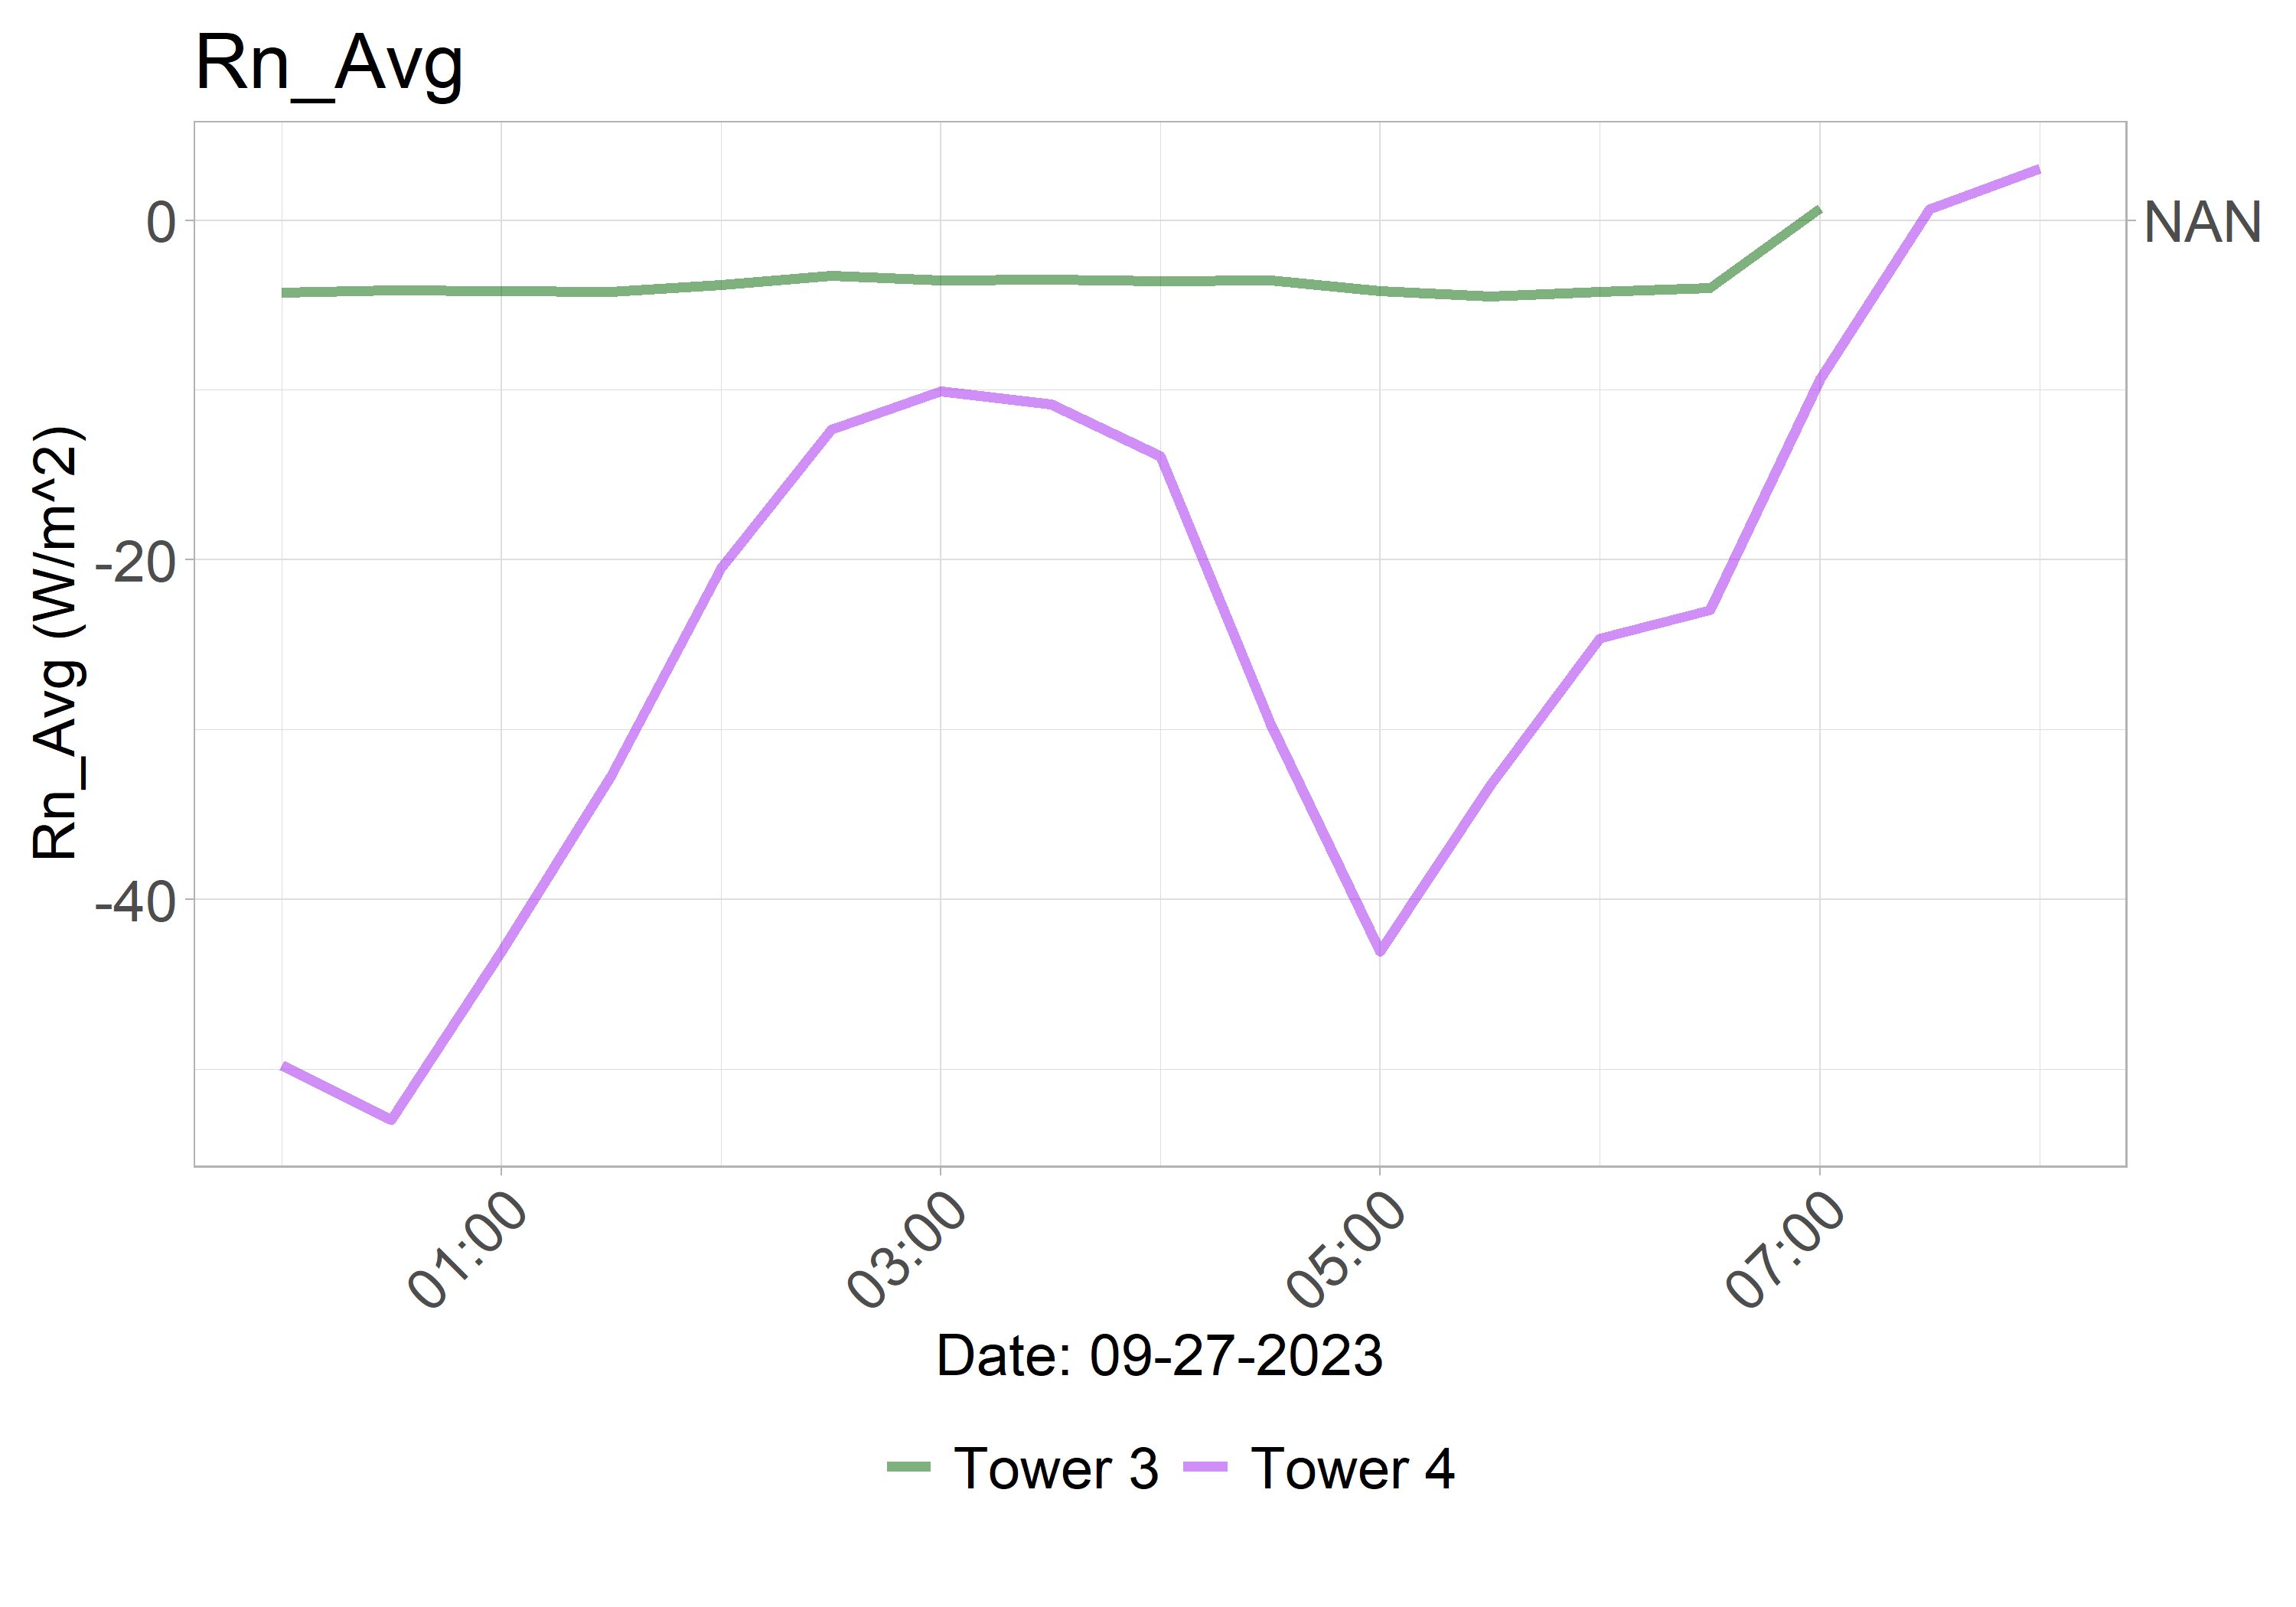 Rn_Avg
0
NAN
Rn_Avg (W/m^2)
-20
-40
01:00
03:00
05:00
07:00
Date: 09-27-2023
Tower 3
Tower 4